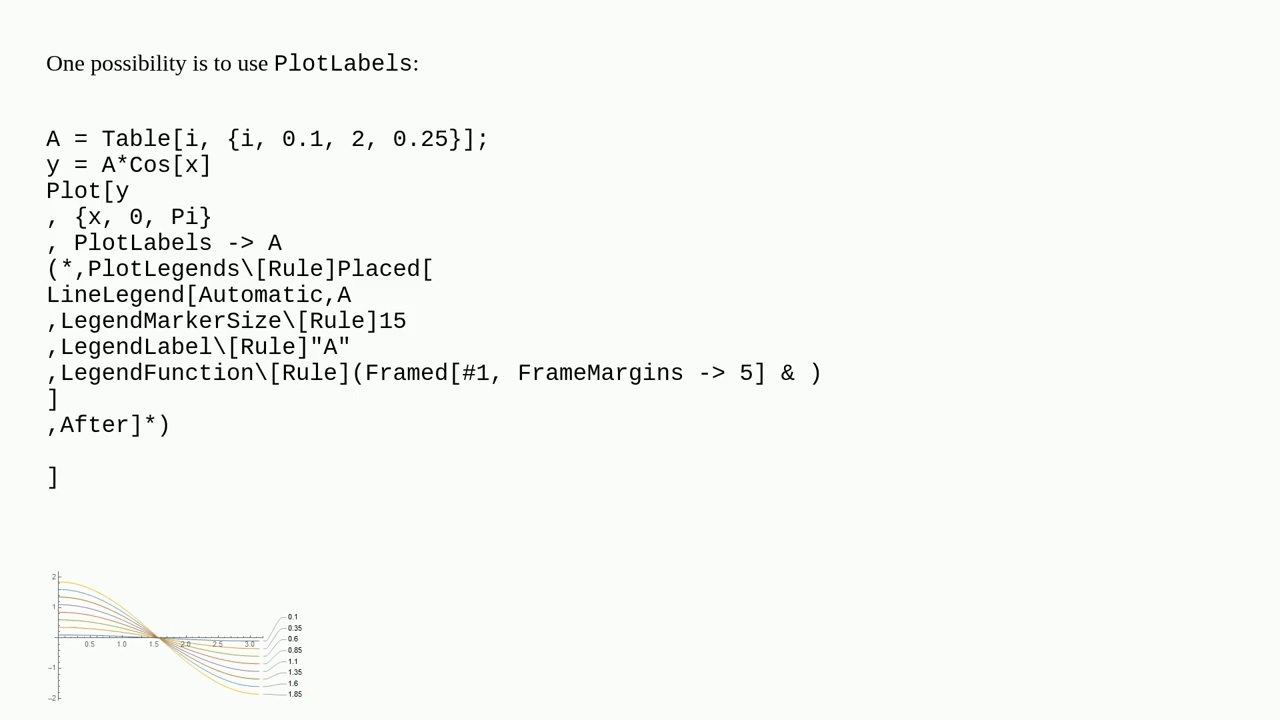 One possibility is to use PlotLabels:
A = Table[i, {i, 0.1, 2, 0.25}];
y = A*Cos[x]
Plot[y
, {x, 0, Pi}
, PlotLabels -> A
(*,PlotLegends\[Rule]Placed[
LineLegend[Automatic,A
,LegendMarkerSize\[Rule]15
,LegendLabel\[Rule]"A"
,LegendFunction\[Rule](Framed[#1, FrameMargins -> 5] & )
]
,After]*)
]
2
1
0.5 1.0 1.5 2.0 2.5 3.0
−1
−2
0.1
0.35
0.6
0.85
1.1
1.35
1.6
1.85